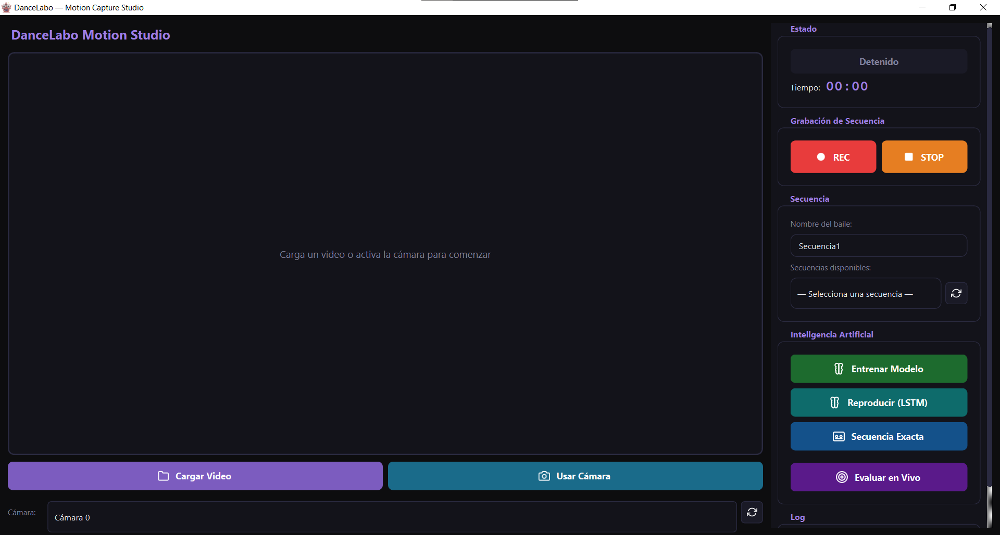 DanceLabo — Motion Capture Studio
DanceLabo Motion Studio
Carga un video o activa la cámara para comenzar
Cargar Video
Usar Cámara
Cámara:
Cámara 0
Estado
Detenido
Tiempo: 00:00
Grabación de Secuencia
REC
STOP
Secuencia
Nombre del baile:
Secuencia1
Secuencias disponibles:
— Selecciona una secuencia —
Inteligencia Artificial
Entrenar Modelo
Reproducir (LSTM)
Secuencia Exacta
Evaluar en Vivo
Log